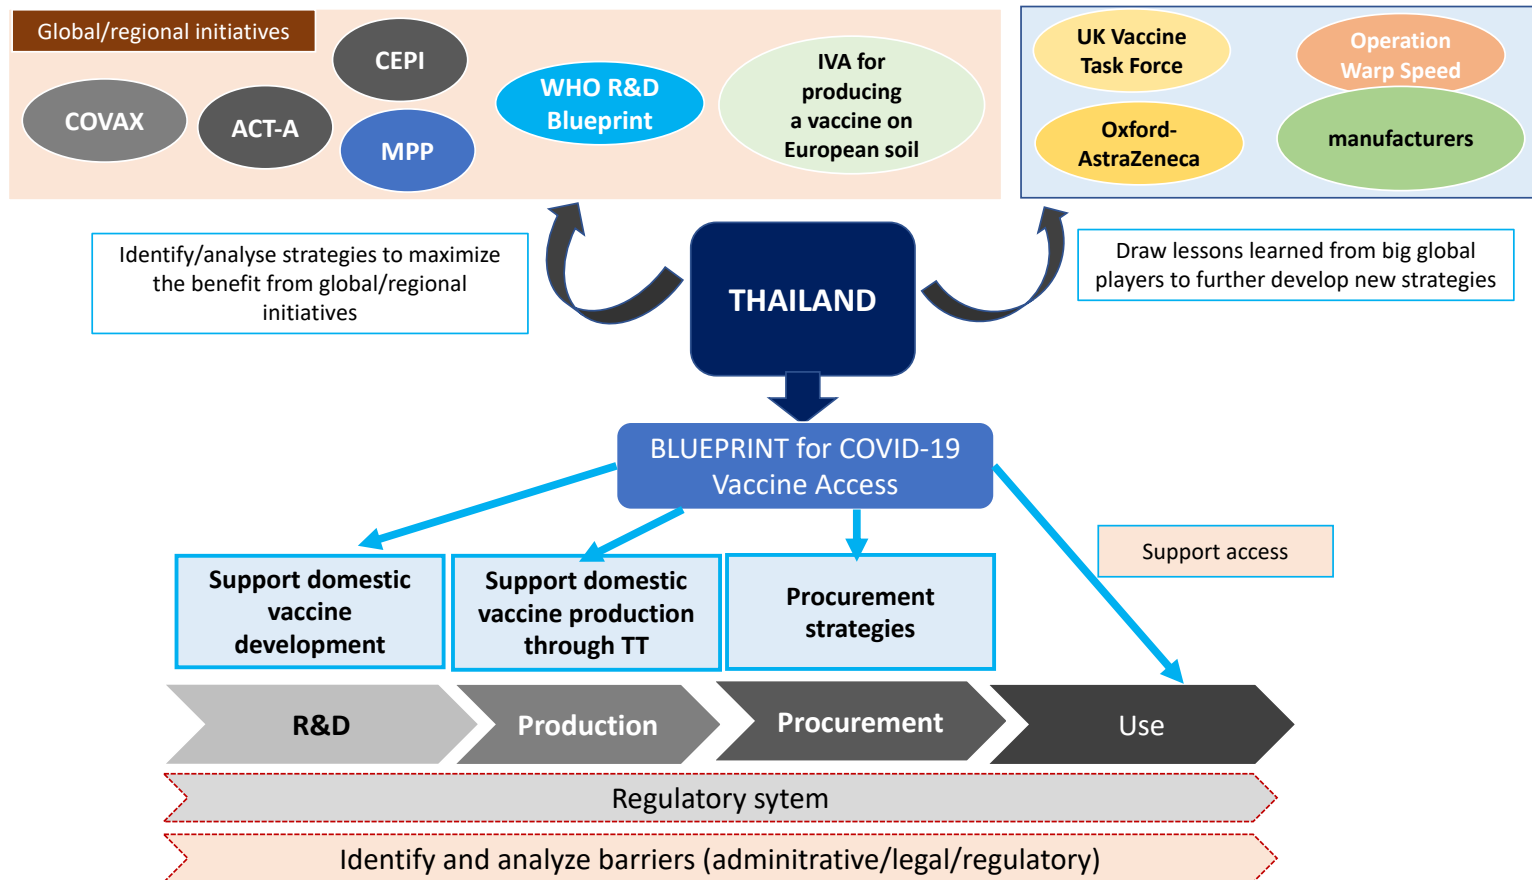 Global/regional initiatives
COVAX
ACT-A
CEPI
MPP
WHO R&D
Blueprint
IVA for
producing
a vaccine on
European soil
UK Vaccine
Task Force
Operation
Warp Speed
Oxford-
AstraZeneca
manufacturers
Identify/analyse strategies to maximize
the benefit from global/regional
initiatives
THAILAND
Draw lessons learned from big global
players to further develop new strategies
BLUEPRINT for COVID-19
Vaccine Access
Support access
Support domestic
vaccine
development
Support domestic
vaccine production
through TT
Procurement
strategies
R&D
Production
Procurement
Use
Regulatory sytem
Identify and analyze barriers (adminitrative/legal/regulatory)